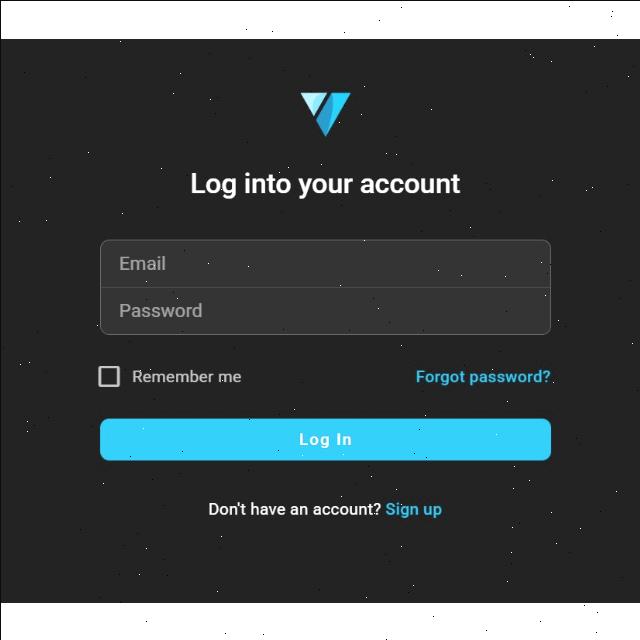 Log into your account
Email
Password
Remember me
Forgot password?
Log In
Don't have an account? Sign up